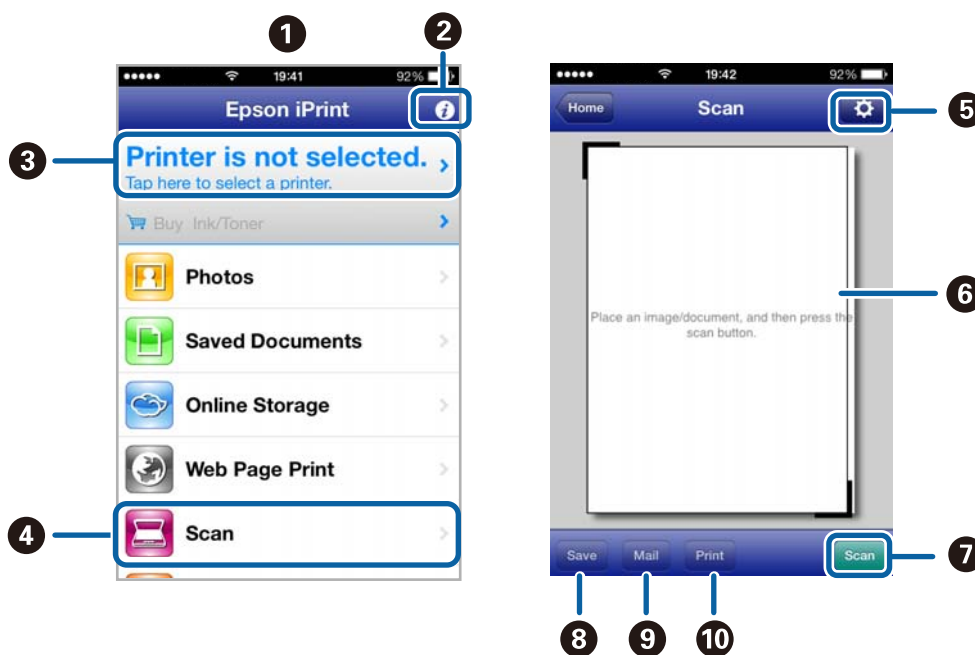 1
2
19:41
92%
Epson iPrint
3
Printer is not selected.
Tap here to select a printer.
Buy Ink/Toner
Photos
Saved Documents
Online Storage
Web Page Print
4
Scan
19:42
92%
Home
Scan
5
6
Place an image/document, and then press the
scan button.
Save
Mail
Print
Scan
7
8
9
10